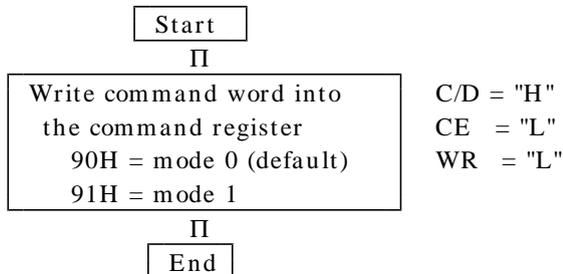 Start
Π
Write command word into C/D = "H"
the command register CE = "L"
90H = mode 0 (default) WR = "L"
91H = mode 1
Π
End